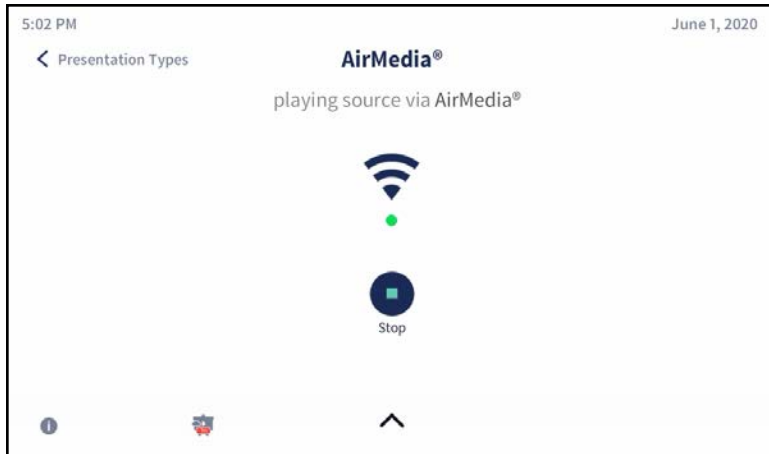 5:02 PM
June 1, 2020
Presentation Types
AirMedia®
playing source via AirMedia®
Stop